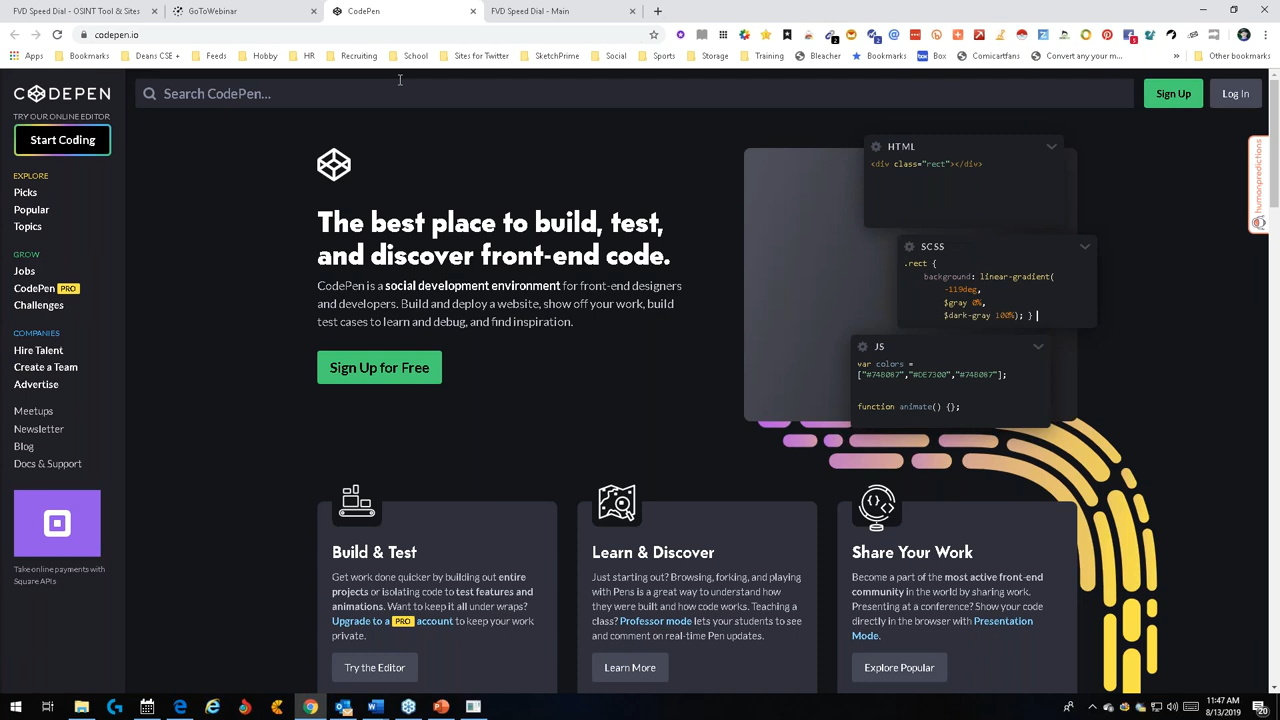 FVD Speed Dial - OSINT Tool & Sites
GoToWebinar
CodePen
FVD Speed Dial - Main
codepen.io
Apps
Bookmarks
Deans CSE +
Feeds
Hobby
HR
Recruiting
School
Sites for Twitter
SketchPrime
Social
Sports
Storage
Training
Bleacher
Bookmarks
Box
Comicartfans
Convert any your m...
»
Other bookmarks
CODEPEN
Search CodePen...
Sign Up
Log In
TRY OUR ONLINE EDITOR
Start Coding
EXPLORE
Picks
Popular
Topics
GROW
Jobs
CodePen PRO
Challenges
COMPANIES
Hire Talent
Create a Team
Advertise
Meetups
Newsletter
Blog
Docs & Support
Take online payments with
Square APIs
The best place to build, test,
and discover front-end code.
CodePen is a social development environment for front-end designers
and developers. Build and deploy a website, show off your work, build
test cases to learn and debug, and find inspiration.
Sign Up for Free
HTML
<div class="rect"></div>
SCSS
.rect {
background: linear-gradient(
-119deg,
$gray 0%,
$dark-gray 100%); }
JS
var colors =
["#74B087","#DE7300","#74B087"];
function animate() {};
humanpredictions
Build & Test
Get work done quicker by building out entire
projects or isolating code to test features and
animations. Want to keep it all under wraps?
Upgrade to a PRO account to keep your work
private.
Try the Editor
Learn & Discover
Just starting out? Browsing, forking, and playing
with Pens is a great way to understand how
they were built and how code works. Teaching a
class? Professor mode lets your students to see
and comment on real-time Pen updates.
Learn More
Share Your Work
Become a part of the most active front-end
community in the world by sharing work.
Presenting at a conference? Show your code
directly in the browser with Presentation
Mode.
Explore Popular
11:47 AM
8/13/2019
20